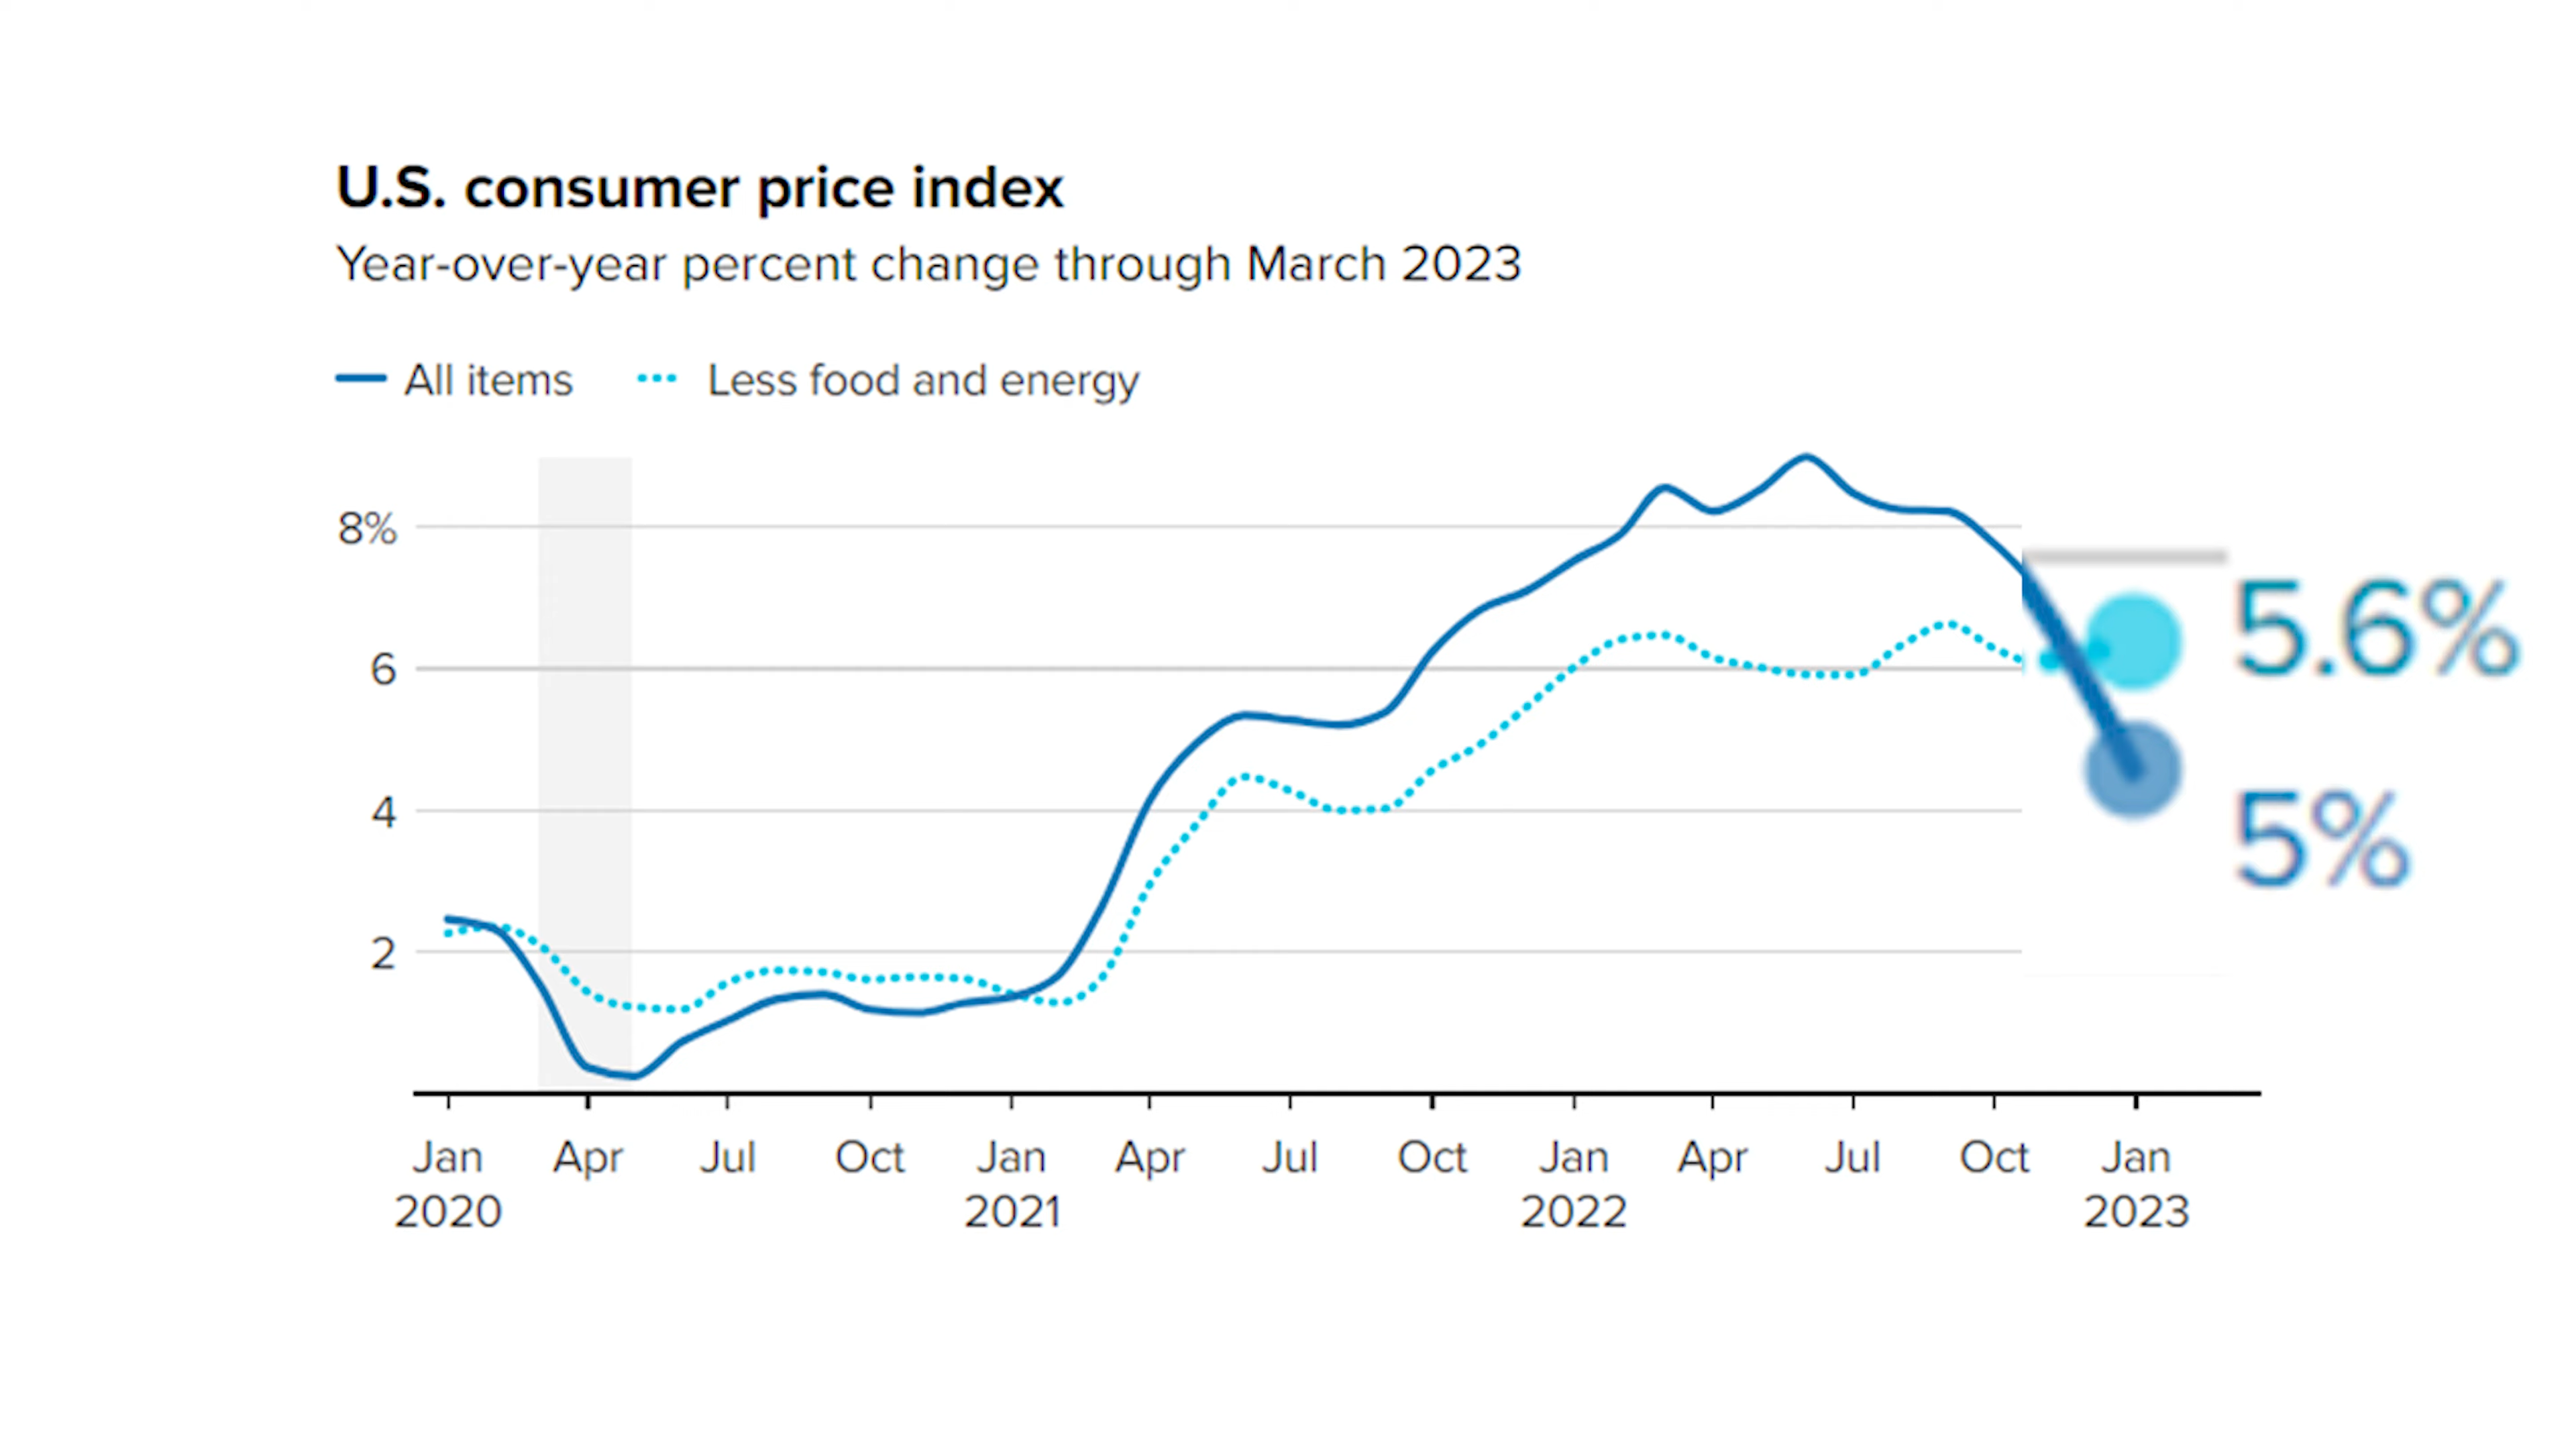 U.S. consumer price index
Year-over-year percent change through March 2023
All items Less food and energy
8%
6
4
2
5.6%
5%
Jan Apr Jul Oct Jan Apr Jul Oct Jan Apr Jul Oct Jan
2020 2021 2022 2023